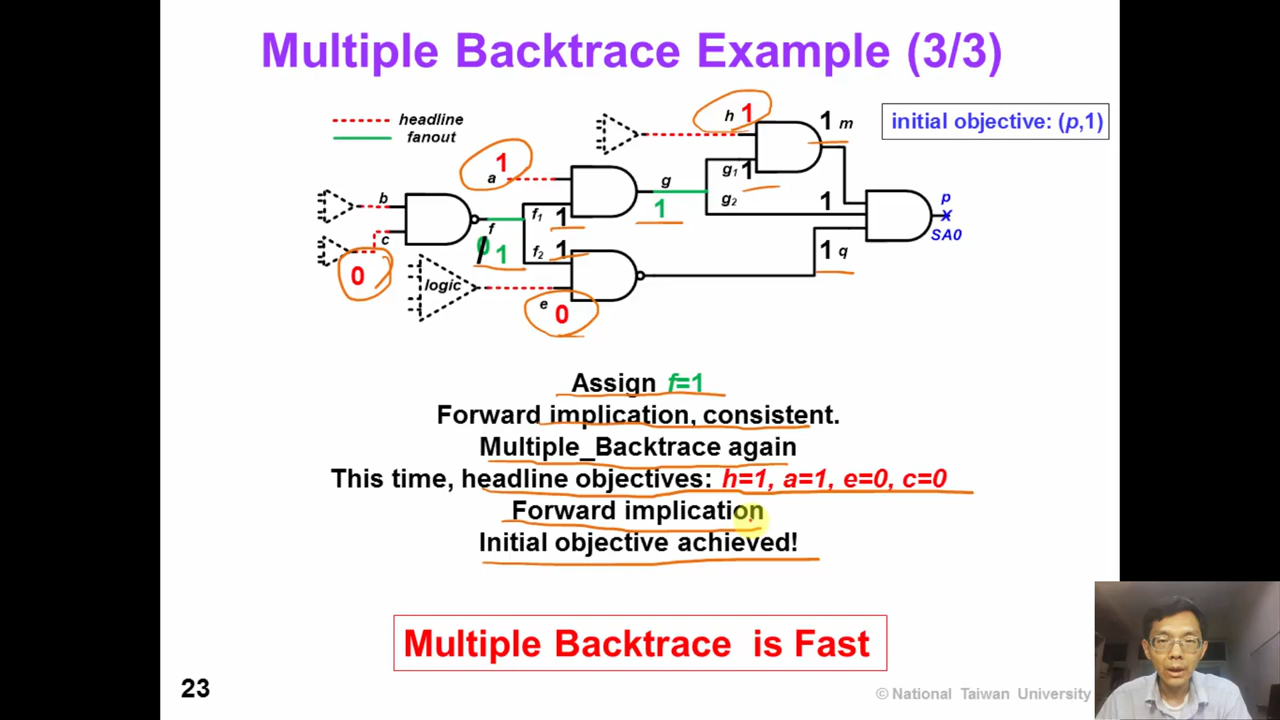 Multiple Backtrace Example (3/3)
headline
fanout
h 1
1 m
initial objective: (p,1)
1
a
g1 1
g
g2
1
1
p
SA0
b
c
f
0 1
f1 1
f2 1
1 q
0
logic
e 0
Assign f=1
Forward implication, consistent.
Multiple_Backtrace again
This time, headline objectives: h=1, a=1, e=0, c=0
Forward implication
Initial objective achieved!
Multiple Backtrace is Fast
23
© National Taiwan University